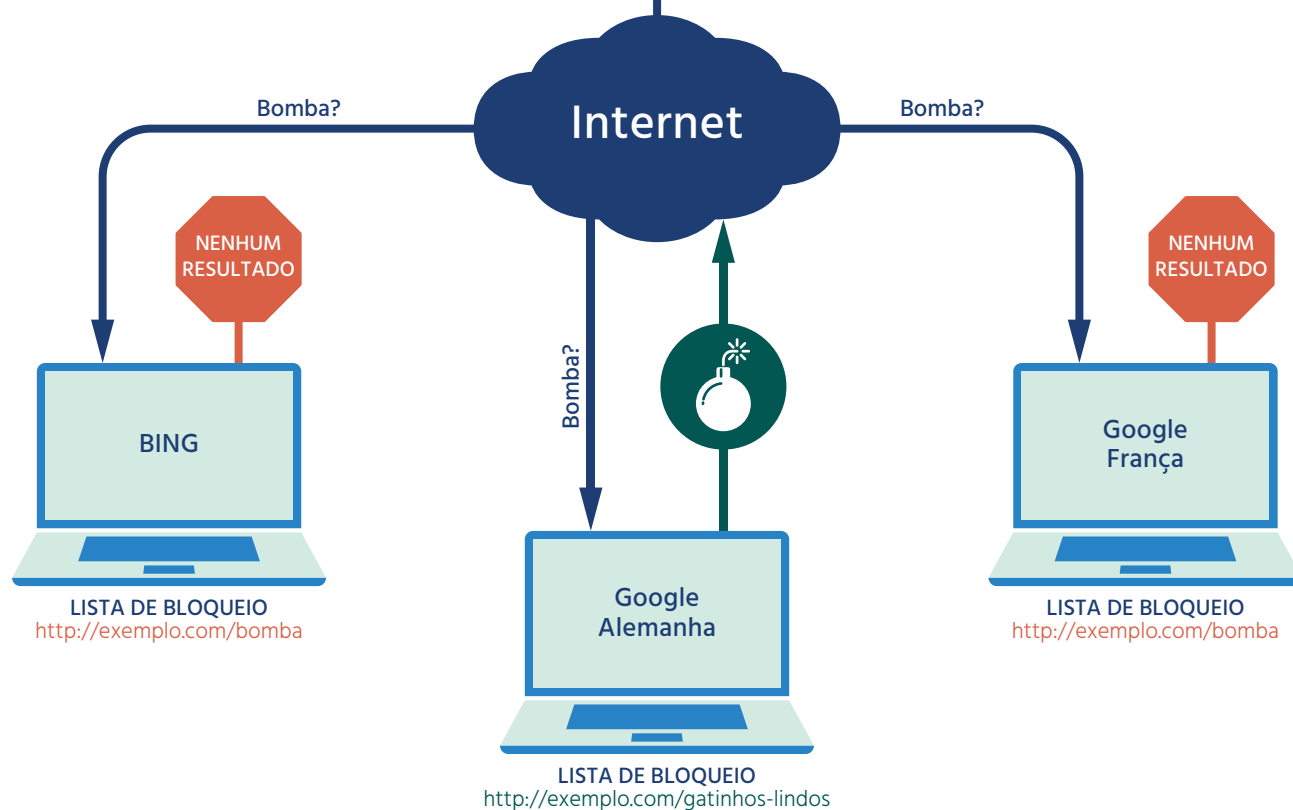 Internet
Bomba?
Bomba?
NENHUM
RESULTADO
NENHUM
RESULTADO
Bomba?
BING
Google
França
LISTA DE BLOQUEIO
http://exemplo.com/bomba
Google
Alemanha
LISTA DE BLOQUEIO
http://exemplo.com/bomba
LISTA DE BLOQUEIO
http://exemplo.com/gatinhos-lindos